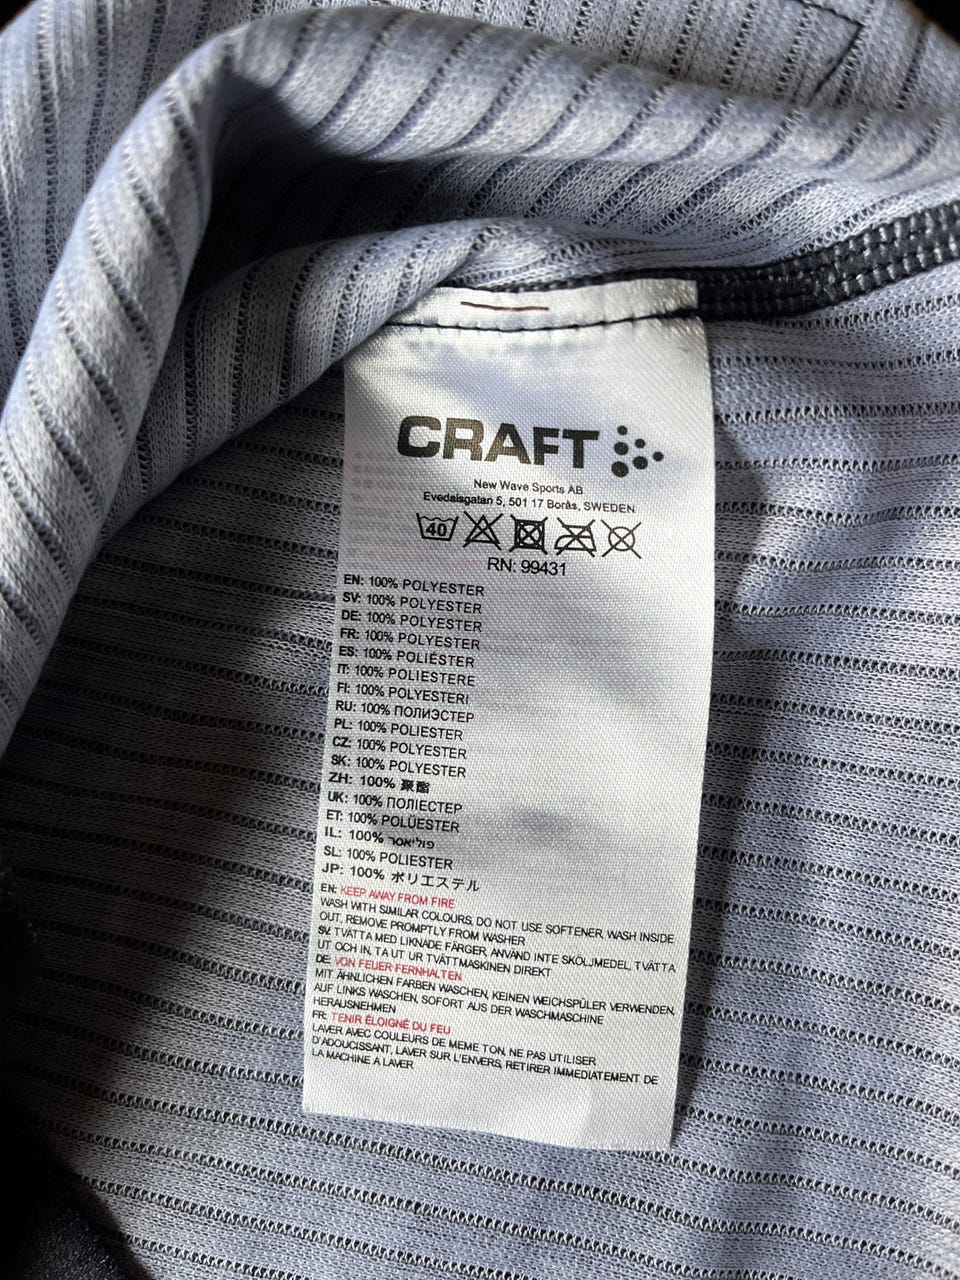 CRAFT
New Wave Sports AB
Evedalsgatan 5, 501 17 Borås, SWEDEN
40
RN: 99431
EN: 100% POLYESTER
SV: 100% POLYESTER
DE: 100% POLYESTER
FR: 100% POLYESTER
ES: 100% POLIÉSTER
IT: 100% POLIESTERE
FI: 100% POLYESTERI
RU: 100% ПОЛИЭСТЕР
PL: 100% POLIESTER
CZ: 100% POLYESTER
SK: 100% POLYESTER
ZH: 100% 聚酯
UK: 100% ПОЛІЕСТЕР
ET: 100% POLÜESTER
IL: 100% פוליאסר
SL: 100% POLIESTER
JP: 100% ポリエステル
EN: KEEP AWAY FROM FIRE
WASH WITH SIMILAR COLOURS, DO NOT USE SOFTENER, WASH INSIDE
OUT, REMOVE PROMPTLY FROM WASHER
SV: TVÄTTA MED LIKNADE FÄRGER, ANVÄND INTE SKÖLJMEDEL, TVÄTTA
UT OCH IN, TA UT UR TVÄTTMASKINEN DIREKT
DE: VON FEUER FERNHALTEN
MIT ÄHNLICHEN FARBEN WASCHEN, KEINEN WEICHSPÜLER VERWENDEN,
AUF LINKS WASCHEN, SOFORT AUS DER WASCHMASCHINE
HERAUSNEHMEN
FR: TENIR ÉLOIGNÉ DU FEU
LAVER AVEC COULEURS DE MEME TON, NE PAS UTILISER
D'ADOUCISSANT, LAVER SUR L'ENVERS, RETIRER IMMEDIATEMENT DE
LA MACHINE A LAVER